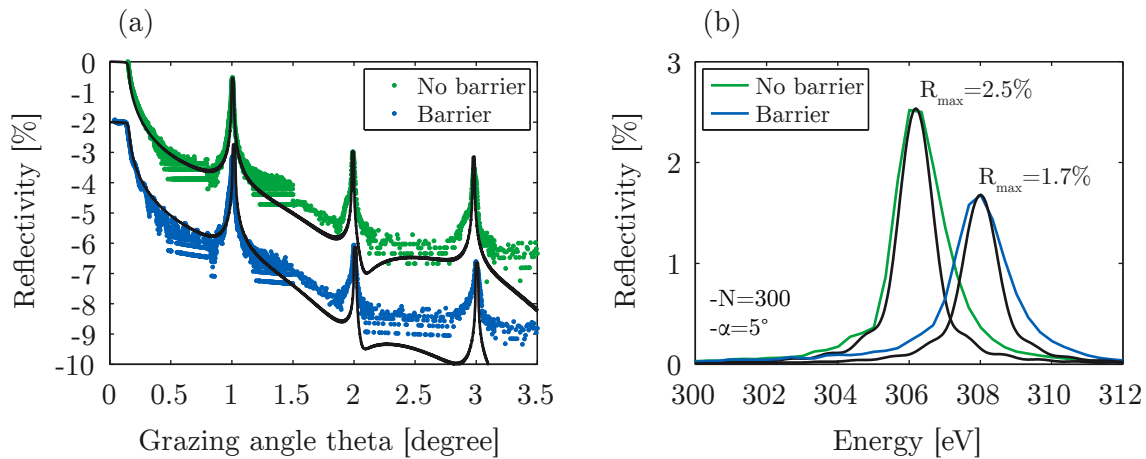 (a)
Reflectivity [%]
0
-1
-2
-3
-4
-5
-6
-7
-8
-9
-10
No barrier
Barrier
0 0.5 1 1.5 2 2.5 3 3.5
Grazing angle theta [degree]
(b)
Reflectivity [%]
3
2
1
0
No barrier
Barrier
Rmax=2.5%
Rmax=1.7%
-N=300
-α=5°
300 302 304 306 308 310 312
Energy [eV]